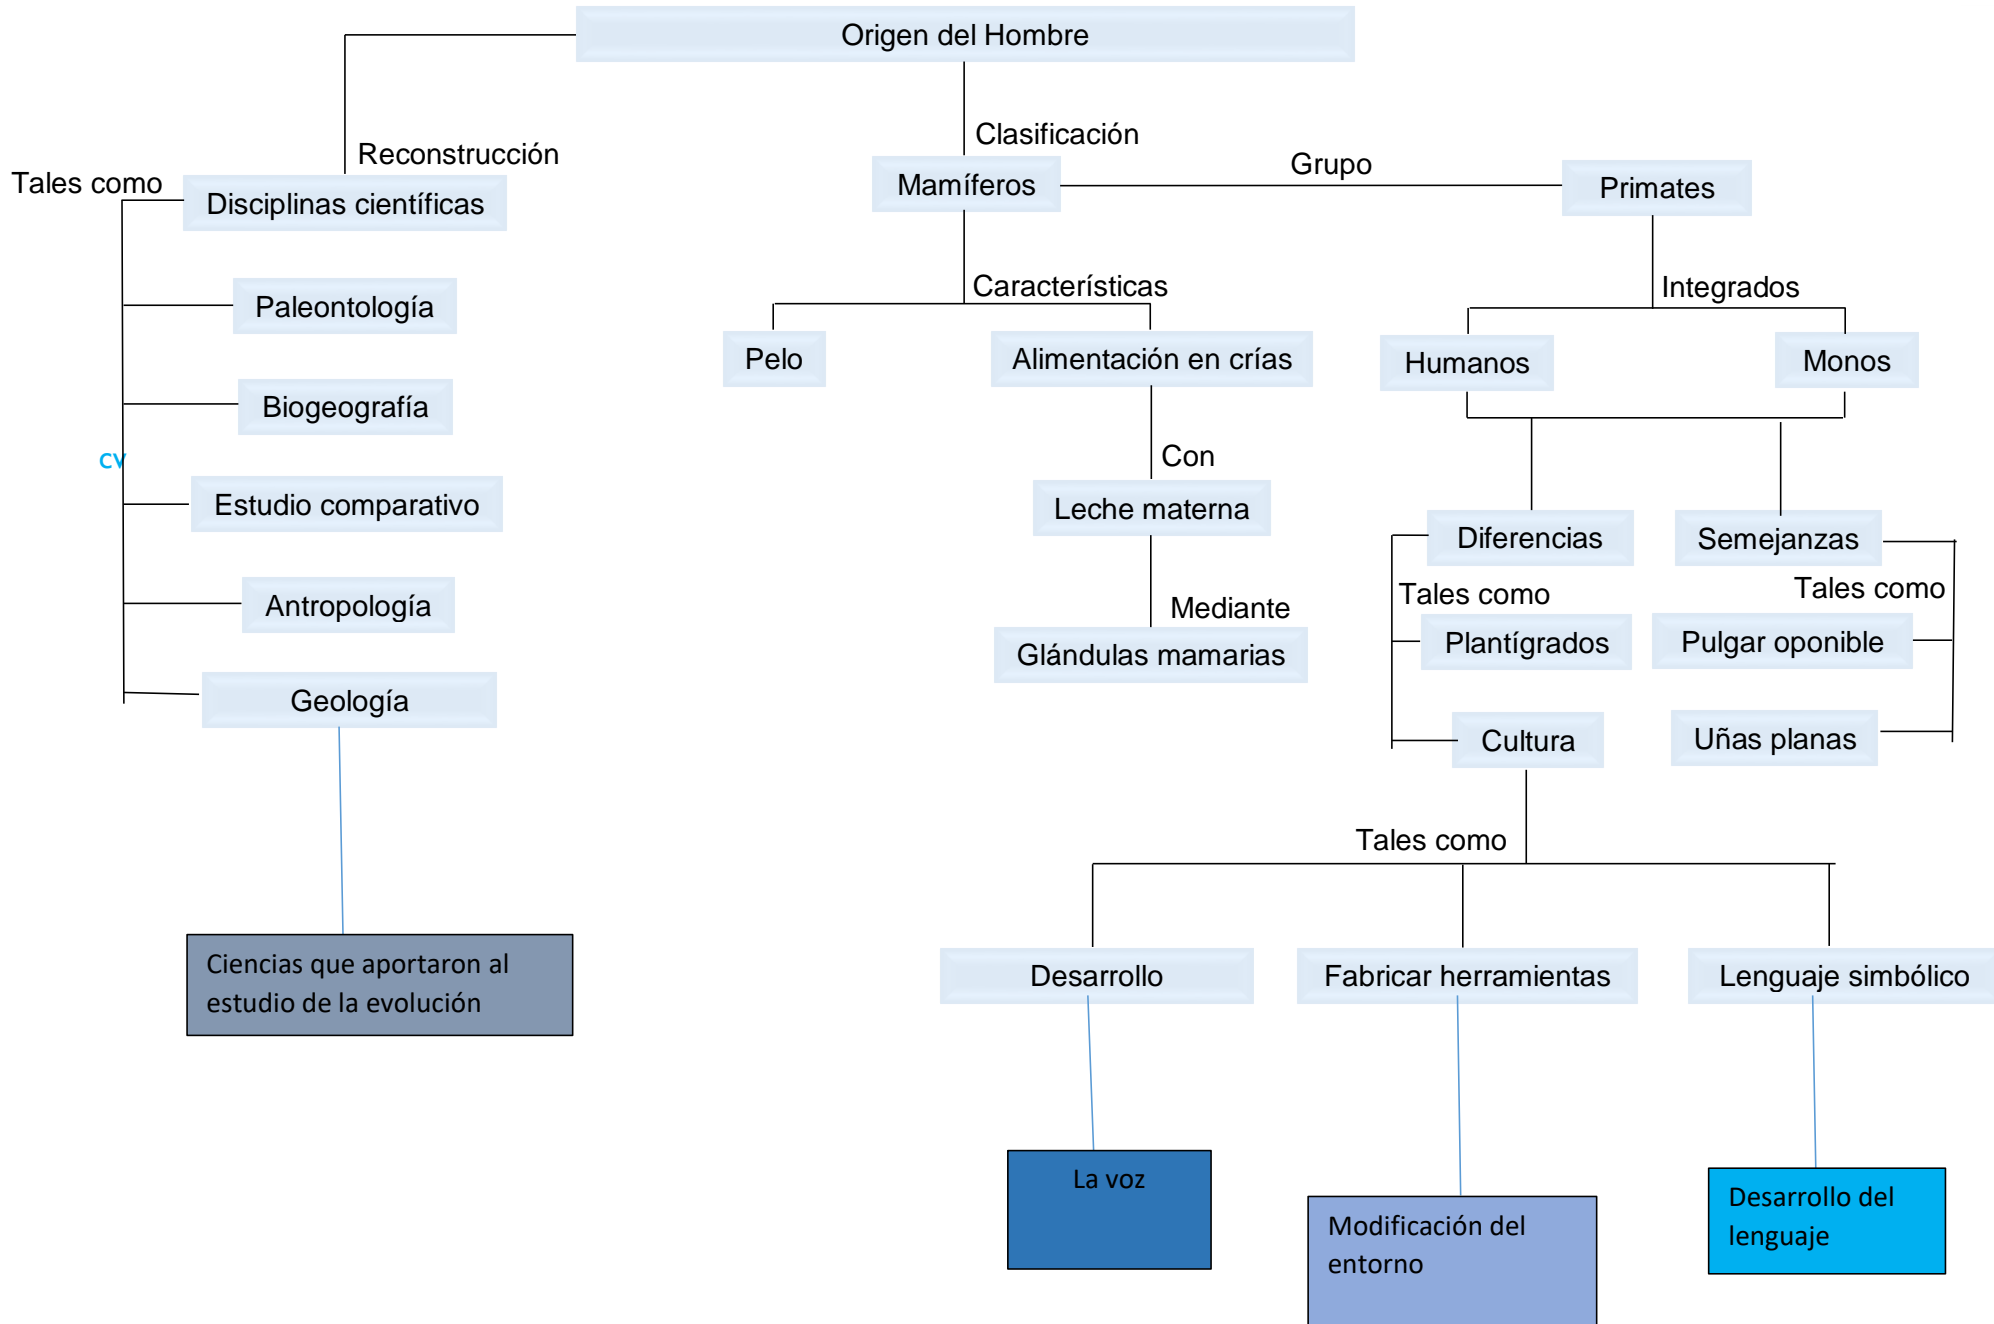 Origen del Hombre
Clasificación
Reconstrucción
Grupo
Tales como
Mamíferos
Primates
Disciplinas científicas
Características
Integrados
Paleontología
Pelo
Alimentación en crías
Humanos
Monos
Biogeografía
Con
cv
Estudio comparativo
Leche materna
Diferencias
Semejanzas
Tales como
Tales como
Antropología
Mediante
Plantígrados
Pulgar oponible
Glándulas mamarias
Geología
Cultura
Uñas planas
Tales como
Desarrollo
Fabricar herramientas
Lenguaje simbólico
Ciencias que aportaron al
estudio de la evolución
La voz
Modificación del
entorno
Desarrollo del
lenguaje